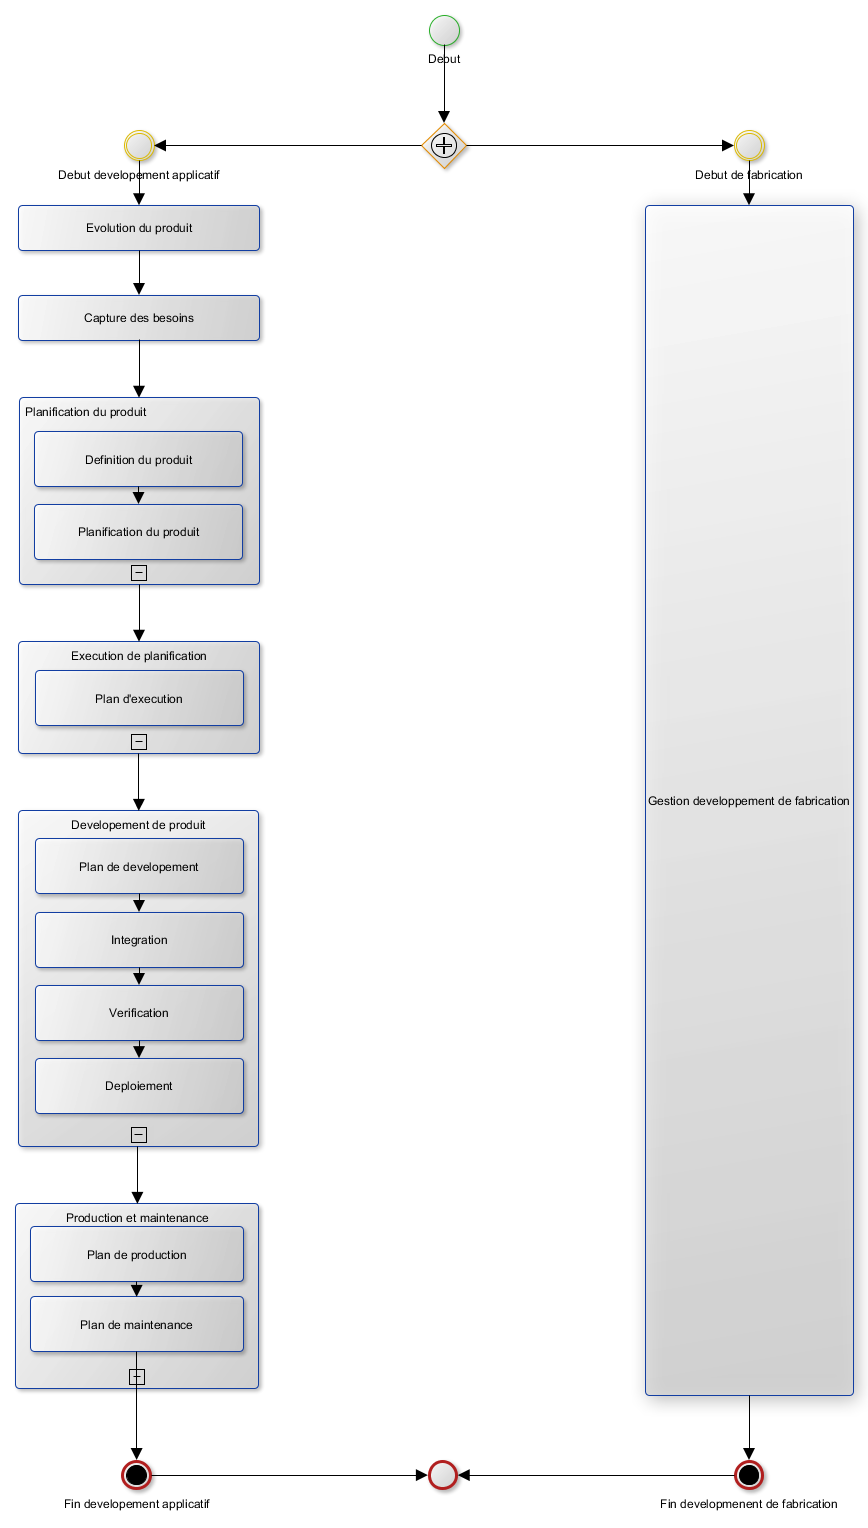 Debut
Debut developement applicatif
Debut de fabrication
Evolution du produit
Capture des besoins
Planification du produit
Definition du produit
Planification du produit
Execution de planification
Plan d'execution
Developement de produit
Plan de developement
Integration
Verification
Deploiement
Production et maintenance
Plan de production
Plan de maintenance
Gestion developpement de fabrication
Fin developement applicatif
Fin developmenent de fabrication